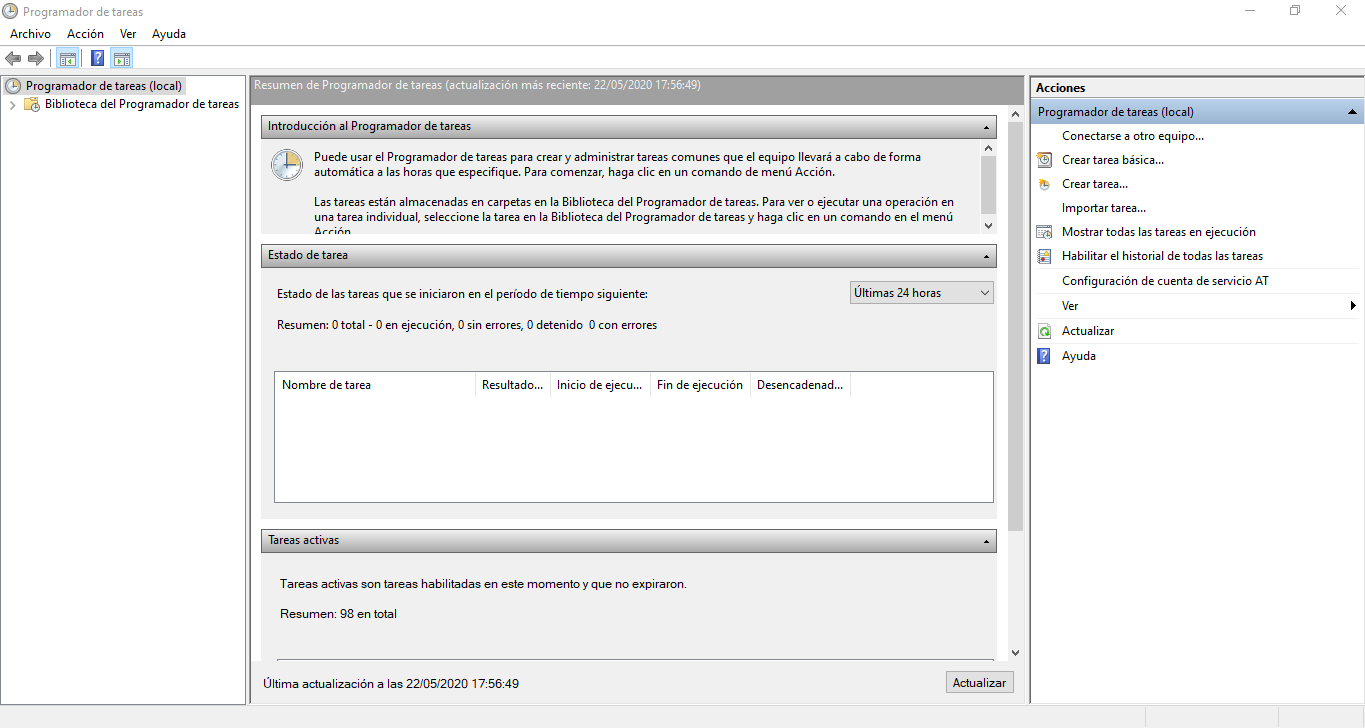 Programador de tareas
Archivo Acción Ver Ayuda
Programador de tareas (local)
Biblioteca del Programador de tareas
Resumen de Programador de tareas (actualización más reciente: 22/05/2020 17:56:49)
Introducción al Programador de tareas
Puede usar el Programador de tareas para crear y administrar tareas comunes que el equipo llevará a cabo de forma
automática a las horas que especifique. Para comenzar, haga clic en un comando de menú Acción.
Las tareas están almacenadas en carpetas en la Biblioteca del Programador de tareas. Para ver o ejecutar una operación en
una tarea individual, seleccione la tarea en la Biblioteca del Programador de tareas y haga clic en un comando en el menú
Acción.
Estado de tarea
Estado de las tareas que se iniciaron en el período de tiempo siguiente:
Últimas 24 horas
Resumen: 0 total - 0 en ejecución, 0 sin errores, 0 detenido  0 con errores
Nombre de tarea Resultado... Inicio de ejecu... Fin de ejecución Desencadenad...
Tareas activas
Tareas activas son tareas habilitadas en este momento y que no expiraron.
Resumen: 98 en total
Última actualización a las 22/05/2020 17:56:49
Actualizar
Acciones
Programador de tareas (local)
Conectarse a otro equipo...
Crear tarea básica...
Crear tarea...
Importar tarea...
Mostrar todas las tareas en ejecución
Habilitar el historial de todas las tareas
Configuración de cuenta de servicio AT
Ver
Actualizar
? Ayuda